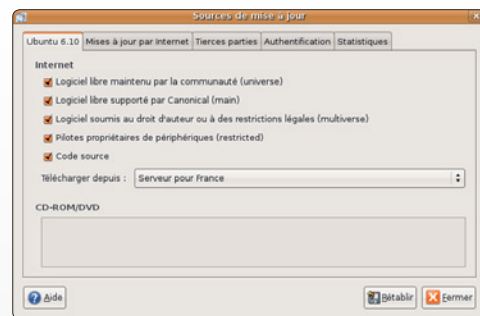 Sources de mise à jour
Ubuntu 6.10 Mises à jour par Internet Tierces parties Authentification Statistiques
Internet
Logiciel libre maintenu par la communauté (universe)
Logiciel libre supporté par Canonical (main)
Logiciel soumis au droit d'auteur ou à des restrictions légales (multiverse)
Pilotes propriétaires de périphériques (restricted)
Code source
Télécharger depuis : Serveur pour France
CD-ROM/DVD
Aide Rétablir Fermer